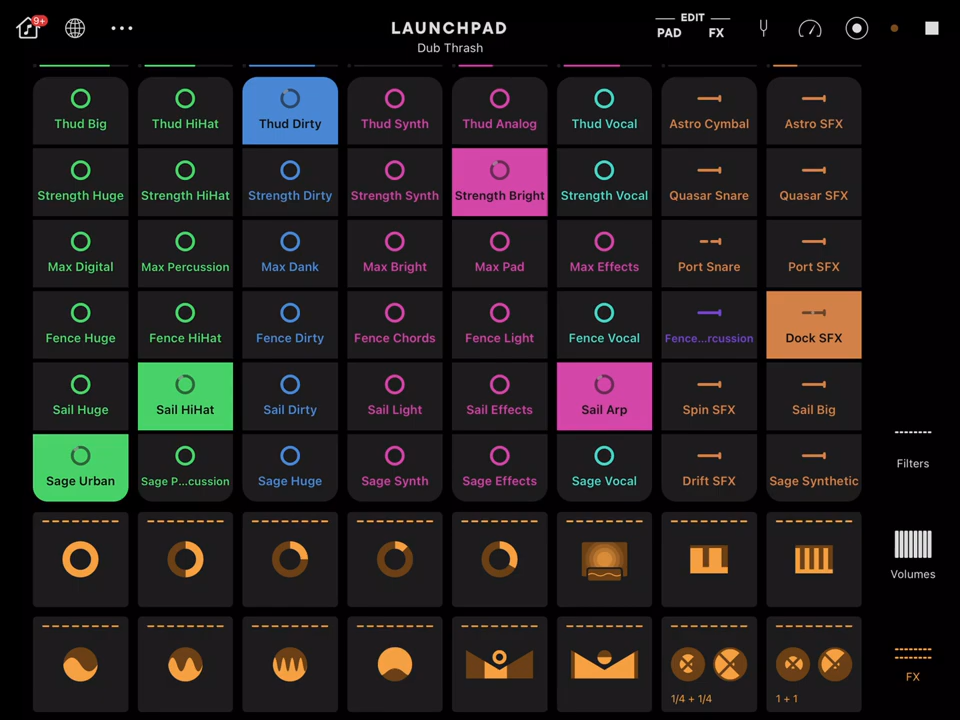 9+
LAUNCHPAD
Dub Thrash
EDIT
PAD FX
Thud Big Thud HiHat Thud Dirty Thud Synth Thud Analog Thud Vocal Astro Cymbal Astro SFX
Strength Huge Strength HiHat Strength Dirty Strength Synth Strength Bright Strength Vocal Quasar Snare Quasar SFX
Max Digital Max Percussion Max Dank Max Bright Max Pad Max Effects Port Snare Port SFX
Fence Huge Fence HiHat Fence Dirty Fence Chords Fence Light Fence Vocal Fence...rcussion Dock SFX
Sail Huge Sail HiHat Sail Dirty Sail Light Sail Effects Sail Arp Spin SFX Sail Big
Sage Urban Sage P...cussion Sage Huge Sage Synth Sage Effects Sage Vocal Drift SFX Sage Synthetic
Filters
Volumes
FX
1/4 + 1/4 1 + 1